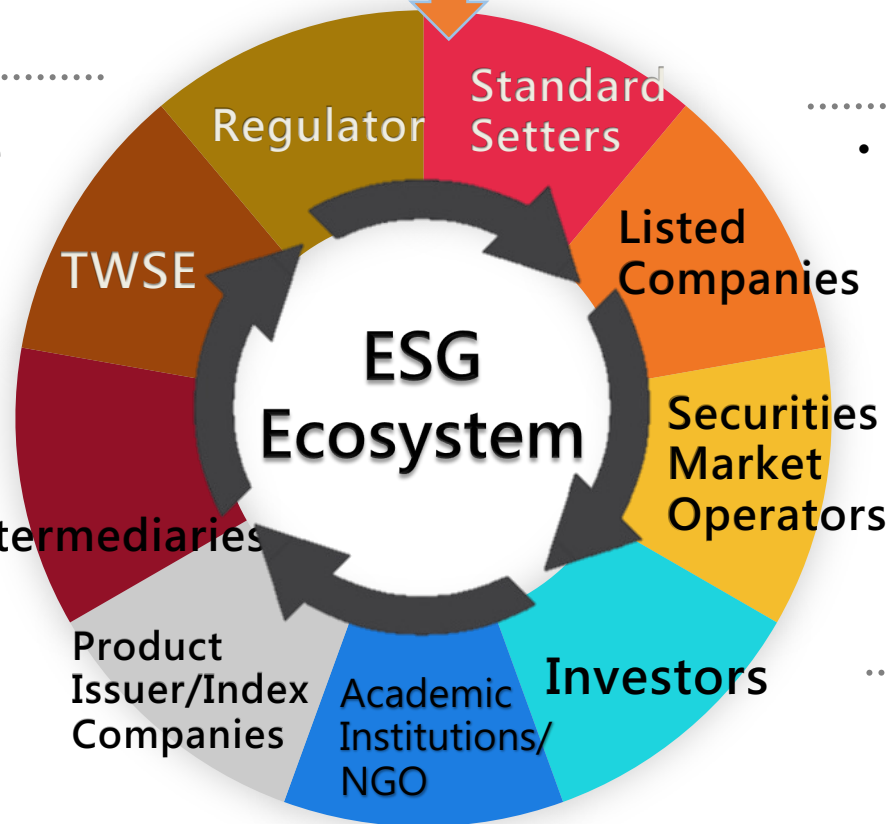 Standard
Setters
Regulator
Listed
Companies
TWSE
ESG
Ecosystem
Securities
Market
Operators
termediaries
Product
Issuer/Index
Companies
Investors
Academic
Institutions/
NGO